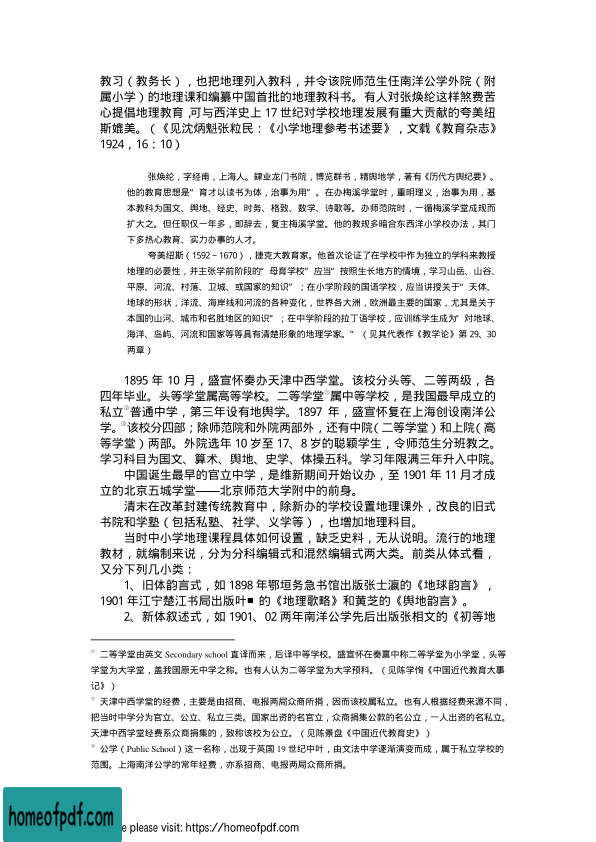 教习（教务长），也把地理列入教科，并令该院师范生任南洋公学外院（附
属小学）的地理课和编纂中国首批的地理教科书。有人对张焕纶这样煞费苦
心提倡地理教育，可与西洋史上 17 世纪对学校地理发展有重大贡献的夸美纽
斯媲美。（《见沈炳魁张粒民：《小学地理参考书述要》，文载《教育杂志》
1924，16：10）
张焕纶，字经甫，上海人。肄业龙门书院，博览群书，精舆地学，著有《历代方舆纪要》。
他的教育思想是“育才以读书为体，治事为用”。在办梅溪学堂时，重明理义，治事为用，基
本教科为国文、舆地、经史、时务、格致、数学、诗歌等。办师范院时，一循梅溪学堂成规而
扩大之。但任职仅一年多，即辞去，复主梅溪学堂。他的教规多暗合东西洋小学校办法，其门
下多热心教育、实力办事的人才。
夸美纽斯（1592－1670），捷克大教育家。他首次论证了在学校中作为独立的学科来教授
地理的必要性，并主张学前阶段的“母育学校”应当“按照生长地方的情境，学习山岳、山谷、
平原、河流、村落、卫城、或国家的知识”；在小学阶段的国语学校，应当讲授关于“天体、
地球的形状，洋流、海岸线和河流的各种变化，世界各大洲，欧洲最主要的国家，尤其是关于
本国的山河、城市和名胜地区的知识”；在中学阶段的拉丁语学校，应训练学生成为“对地球、
海洋、岛屿、河流和国家等等具有清楚形象的地理学家。”（见其代表作《教学论》第 29、30
两章）
1895 年 10 月，盛宣怀奏办天津中西学堂。该校分头等、二等两级，各
四年毕业。头等学堂属高等学校。二等学堂①属中等学校，是我国最早成立的
私立②普通中学，第三年设有地舆学。1897 年，盛宣怀复在上海创设南洋公
学。③该校分四部；除师范院和外院两部外，还有中院（二等学堂）和上院（高
等学堂）两部。外院选年 10 岁至 17、8 岁的聪颖学生，令师范生分班教之。
学习科目为国文、算术、舆地、史学、体操五科。学习年限满三年升入中院。
中国诞生最早的官立中学，是维新期间开始议办，至 1901 年 11 月才成
立的北京五城学堂——北京师范大学附中的前身。
清末在改革封建传统教育中，除新办的学校设置地理课外，改良的旧式
书院和学塾（包括私塾、社学、义学等），也增加地理科目。
当时中小学地理课程具体如何设置，缺乏史料，无从说明。流行的地理
教材，就编制来说，分为分科编辑式和混然编辑式两大类。前类从体式看，
又分下列几小类：
1、旧体韵言式，如 1898 年鄂垣务急书馆出版张士瀛的《地球韵言》，
1901 年江宁楚江书局出版叶■的《地理歌略》和黄芝的《舆地韵言》。
2、新体叙述式，如 1901、02 两年南洋公学先后出版张相文的《初等地
① 二等学堂由英文 Secondary school 直译而来，后译中等学校。盛宣怀在奏禀中称二等学堂为小学堂，头等
学堂为大学堂，盖我国原无中学之称。也有人认为二等学堂为大学预科。（见陈学恂《中国近代教育大事
记》）
② 天津中西学堂的经费，主要是由招商、电报两局众商所捐，因而该校属私立。也有人根据经费来源不同，
把当时中学分为官立、公立、私立三类。国家出资的名官立，众商捐集公款的名公立，一人出资的名私立。
天津中西学堂经费系众商捐集的，致称该校为公立。（见陈景盘《中国近代教育史》）
③ 公学（Public School）这一名称，出现于英国 19 世纪中叶，由文法中学逐渐演变而成，属于私立学校的
范围。上海南洋公学的常年经费，亦系招商、电报两局众商所捐。
homeofpdf.com
e please visit: https://homeofpdf.com